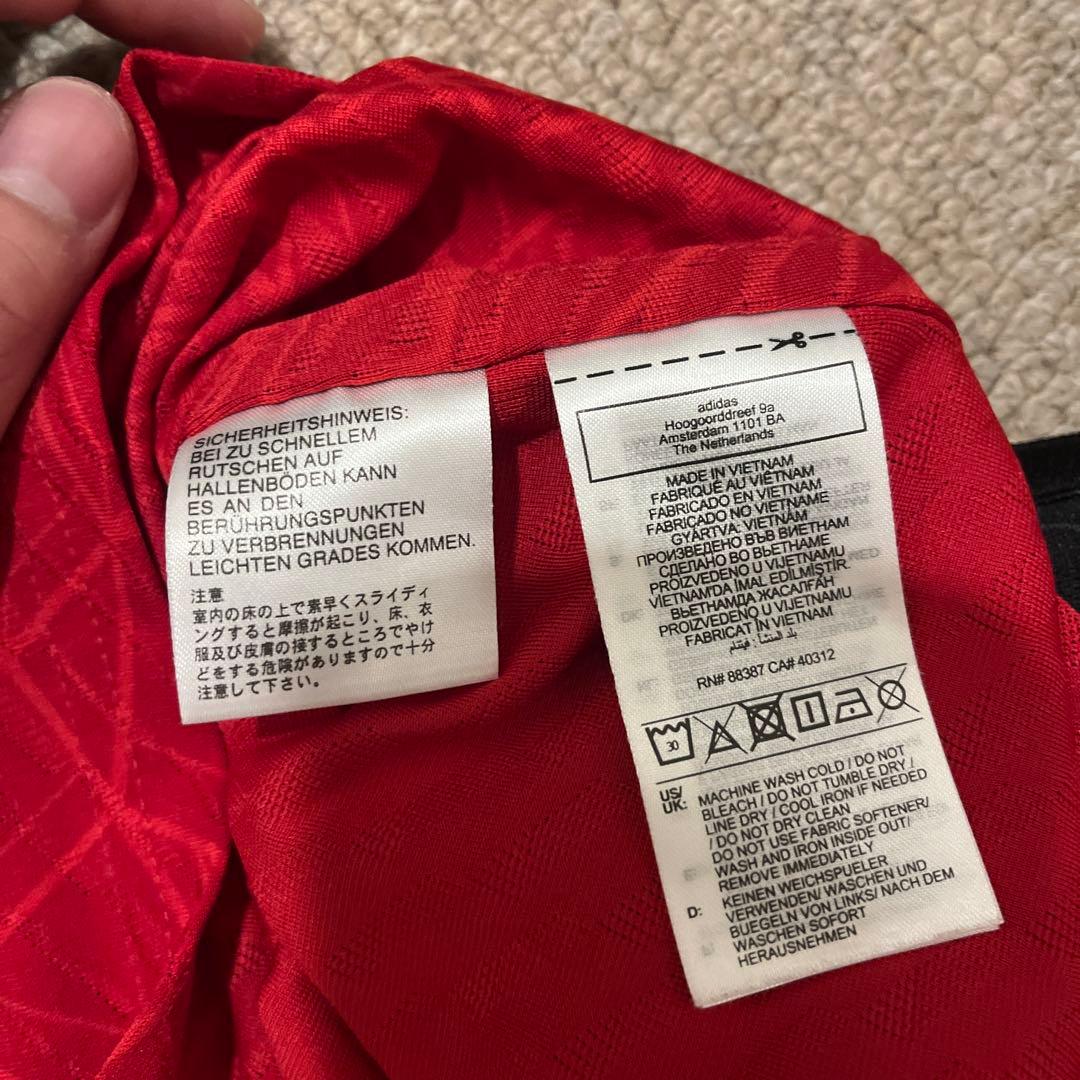 SICHERHEITSHINWEIS:
BEI ZU SCHNELLEM
RUTSCHEN AUF
HALLENBÖDEN KANN
ES AN DEN
BERÜHRUNGSPUNKTEN
ZU VERBRENNUNGEN
LEICHTEN GRADES KOMMEN.
注意
室内の床の上で素早くスライディ
ングすると摩擦が起こり、床、衣
服及び皮膚の接するところでやけ
どをする危険がありますので十分
注意して下さい。
adidas
Hoogoorddreef 9a
Amsterdam 1101 BA
The Netherlands
MADE IN VIETNAM
FABRIQUÉ AU VIÊTNAM
FABRICADO EN VIETNAM
FABRICADO NO VIETNAME
GYÁRTVA: VIETNÁM
ПРОИЗВЕДЕНО ВЪВ ВИЕТНАМ
СДЕЛАНО ВО ВЬЕТНАМЕ
PROIZVEDENO U VIJETNAMU
VİETNAM'DA İMAL EDİLMİŞTİR.
ВЬЕТНАМДА ЖАСАЛҒАН
PROIZVEDENO U VIJETNAMU
FABRICAT ÎN VIETNAM
بلد المنشأ : فيتنام
RN# 88387 CA# 40312
30
US/
UK:
MACHINE WASH COLD / DO NOT
BLEACH / DO NOT TUMBLE DRY /
LINE DRY / COOL IRON IF NEEDED
/ DO NOT DRY CLEAN
DO NOT USE FABRIC SOFTENER/
WASH AND IRON INSIDE OUT/
REMOVE IMMEDIATELY
D:
KEINEN WEICHSPUELER
VERWENDEN/ WASCHEN UND
BUEGELN VON LINKS/ NACH DEM
WASCHEN SOFORT
HERAUSNEHMEN